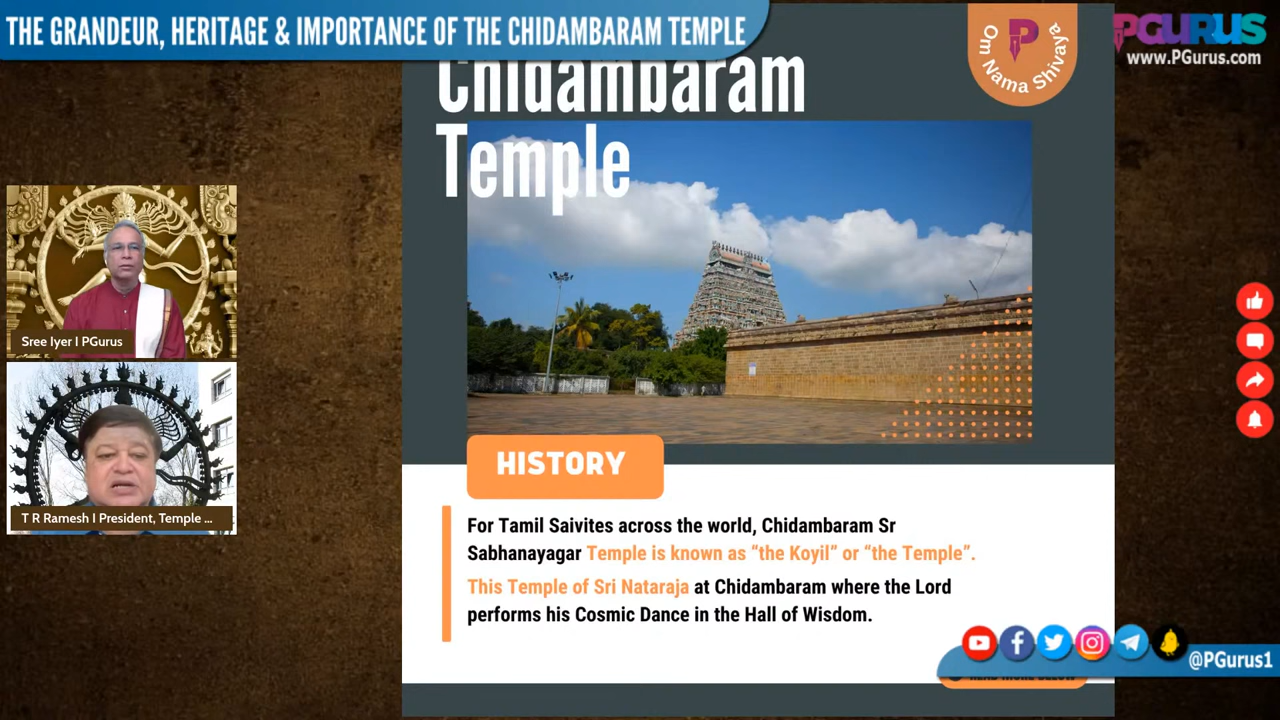 THE GRANDEUR, HERITAGE & IMPORTANCE OF THE CHIDAMBARAM TEMPLE
PGURUS
www.PGurus.com
Om Nama Shivaya
Chidambaram
Temple
Sree Iyer I PGurus
T R Ramesh I President, Temple ...
HISTORY
For Tamil Saivites across the world, Chidambaram Sr
Sabhanayagar Temple is known as “the Koyil” or “the Temple”.
This Temple of Sri Nataraja at Chidambaram where the Lord
performs his Cosmic Dance in the Hall of Wisdom.
@PGurus1
READ MORE BELOW